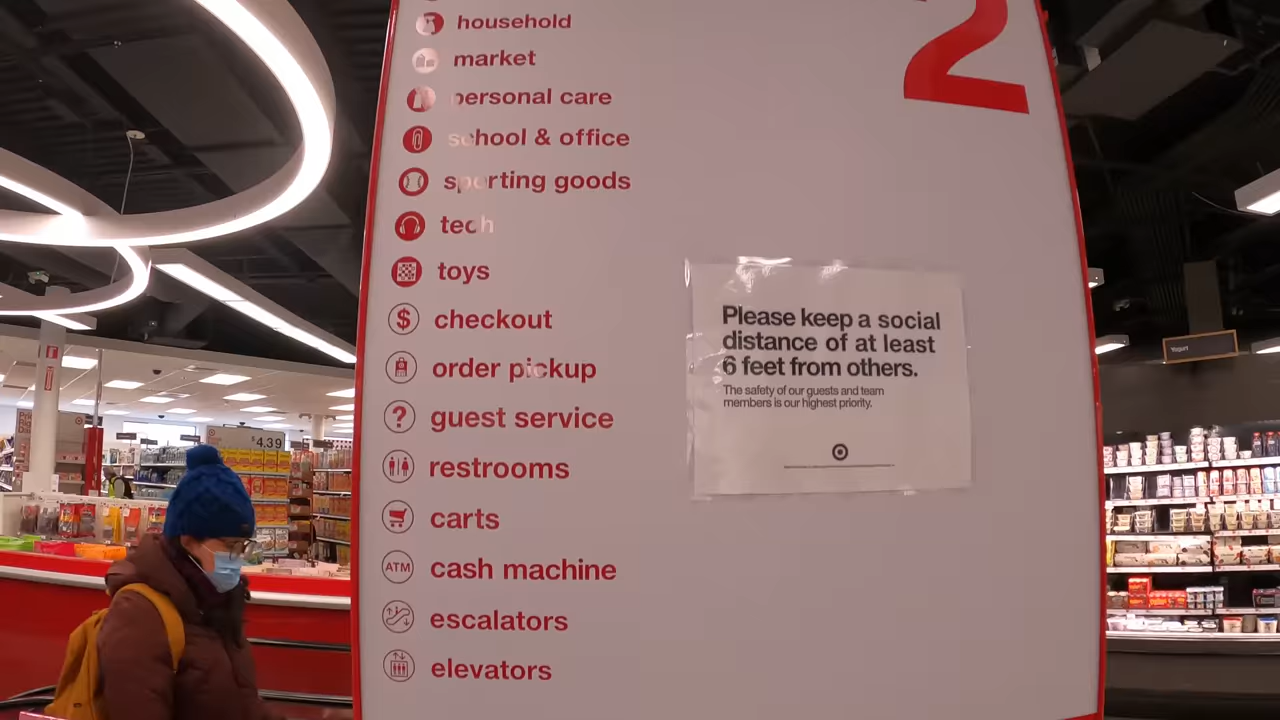 household
2
market
personal care
school & office
sporting goods
tech
toys
checkout
order pickup
guest service
restrooms
carts
ATM
cash machine
escalators
elevators
Please keep a social
distance of at least
6 feet from others.
The safety of our guests and team
members is our highest priority.
$4.39
Yogurt